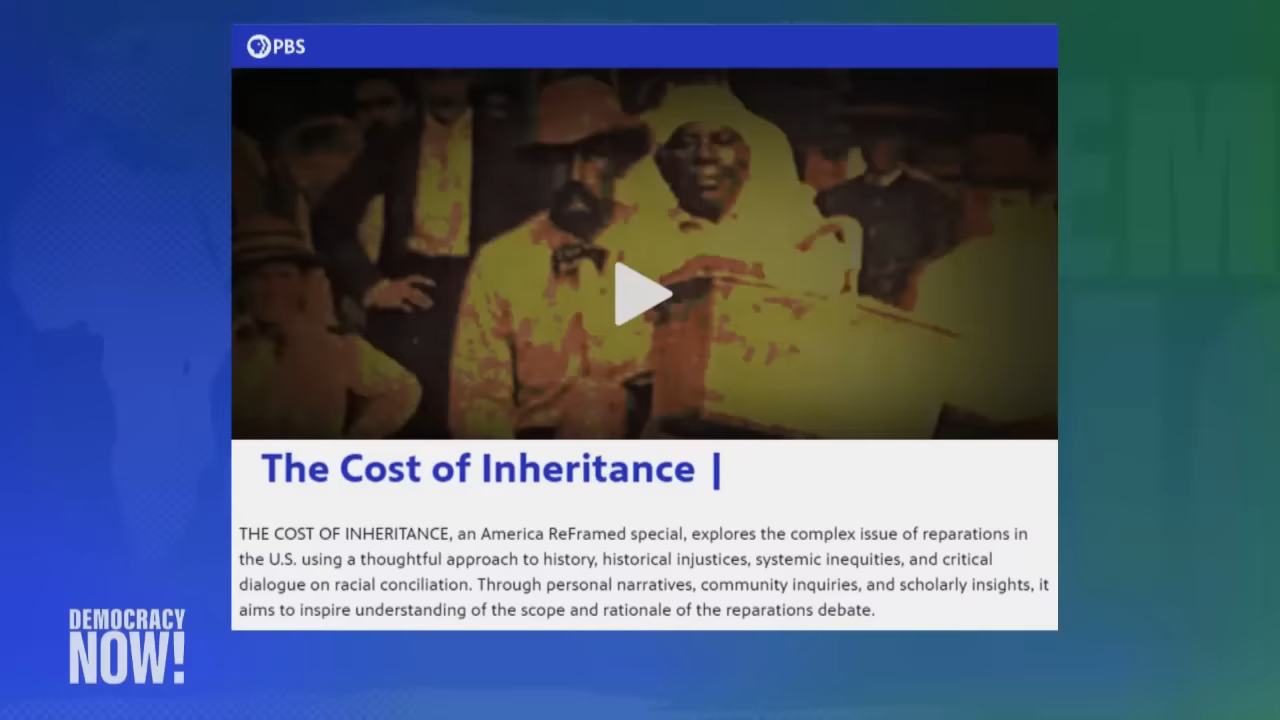 PBS
The Cost of Inheritance |
THE COST OF INHERITANCE, an America ReFramed special, explores the complex issue of reparations in
the U.S. using a thoughtful approach to history, historical injustices, systemic inequities, and critical
dialogue on racial conciliation. Through personal narratives, community inquiries, and scholarly insights, it
aims to inspire understanding of the scope and rationale of the reparations debate.
DEMOCRACY
NOW!